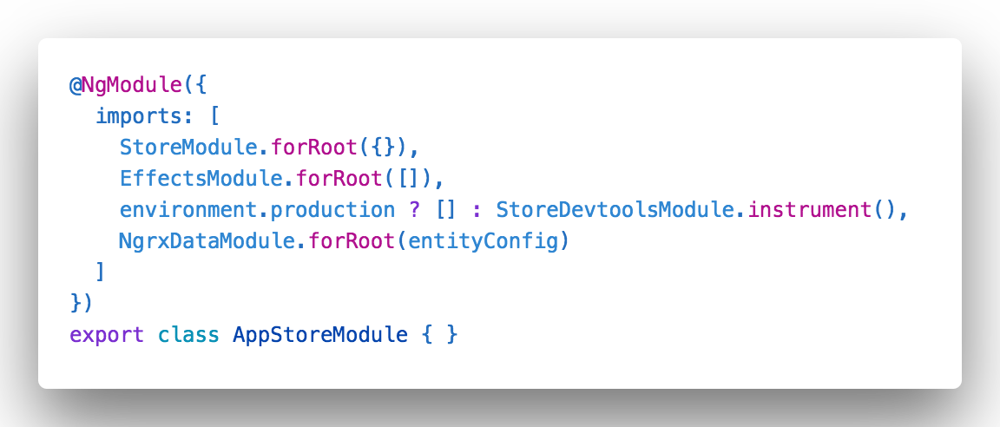 @NgModule({
  imports: [
    StoreModule.forRoot({}),
    EffectsModule.forRoot([]),
    environment.production ? [] : StoreDevtoolsModule.instrument(),
    NgrxDataModule.forRoot(entityConfig)
  ]
})
export class AppStoreModule { }